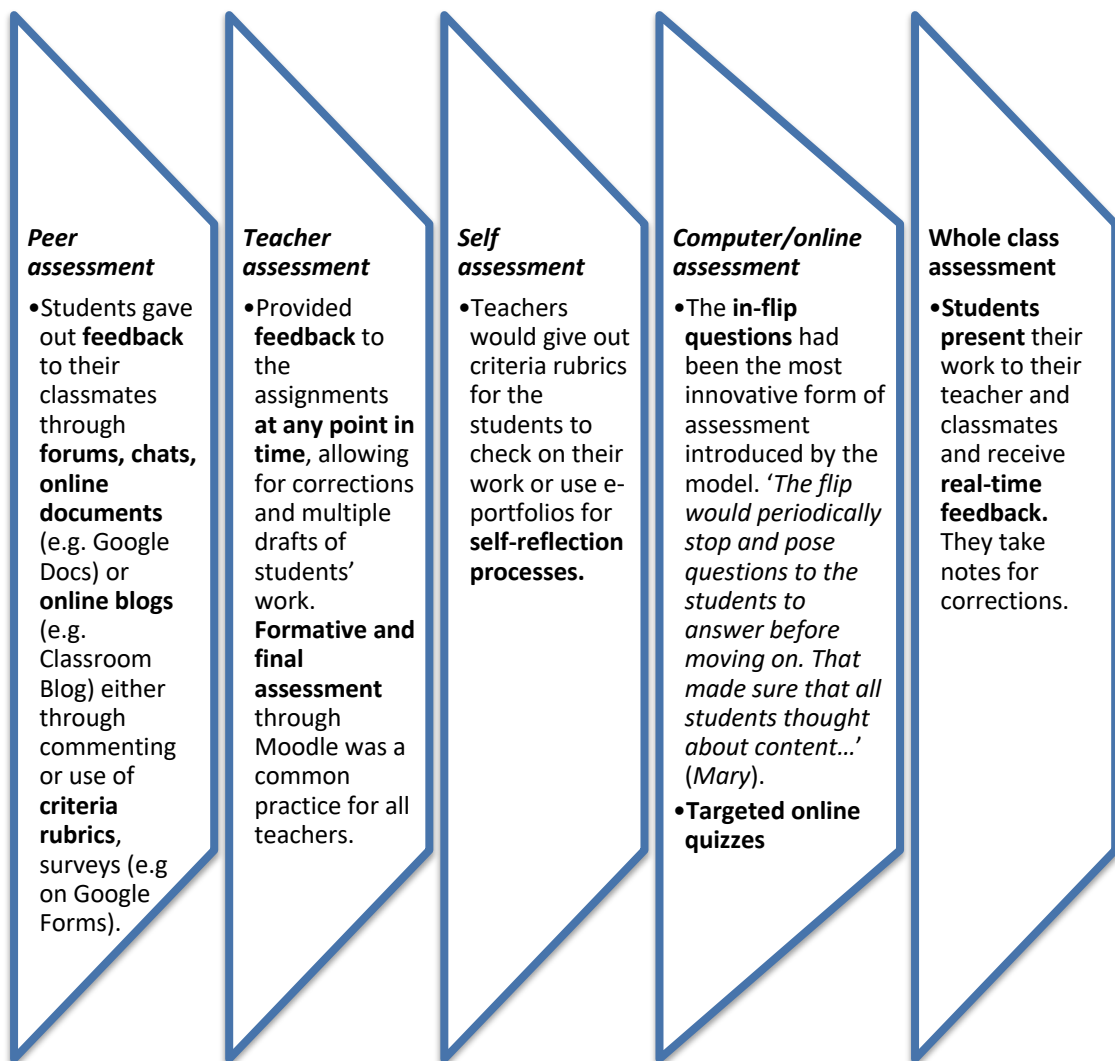 Peer
assessment
•Students gave
out feedback
to their
classmates
through
forums, chats,
online
documents
(e.g. Google
Docs) or
online blogs
(e.g.
Classroom
Blog) either
through
commenting
or use of
criteria
rubrics,
surveys (e.g
on Google
Forms).
Teacher
assessment
•Provided
feedback to
the
assignments
at any point in
time, allowing
for corrections
and multiple
drafts of
students’
work.
Formative and
final
assessment
through
Moodle was a
common
practice for all
teachers.
Self
assessment
•Teachers
would give out
criteria rubrics
for the
students to
check on their
work or use e-
portfolios for
self-reflection
processes.
Computer/online
assessment
•The in-flip
questions had
been the most
innovative form of
assessment
introduced by the
model. ‘The flip
would periodically
stop and pose
questions to the
students to
answer before
moving on. That
made sure that all
students thought
about content…’
(Mary).
•Targeted online
quizzes
Whole class
assessment
•Students
present their
work to their
teacher and
classmates
and receive
real-time
feedback.
They take
notes for
corrections.